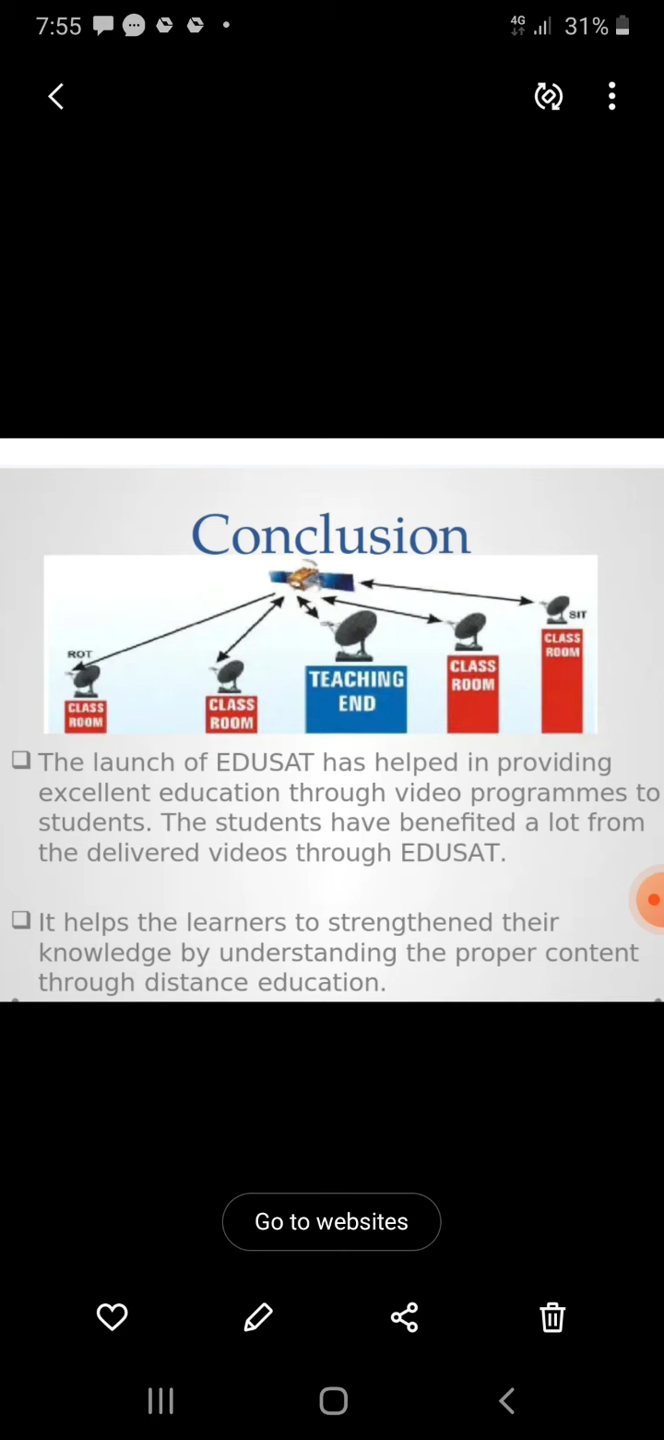 7:55
4G 31%
Conclusion
ROT
SIT
CLASS
ROOM
CLASS
ROOM
TEACHING
END
CLASS
ROOM
CLASS
ROOM
❑ The launch of EDUSAT has helped in providing
excellent education through video programmes to
students. The students have benefited a lot from
the delivered videos through EDUSAT.
❑ It helps the learners to strengthened their
knowledge by understanding the proper content
through distance education.
Go to websites